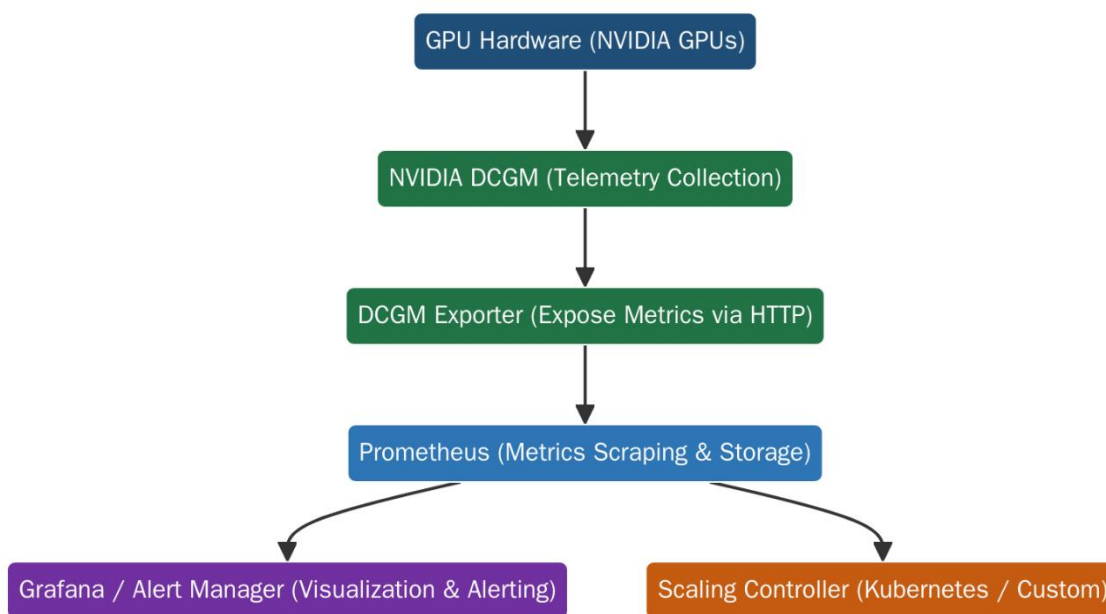 GPU Hardware (NVIDIA GPUs)
NVIDIA DCGM (Telemetry Collection)
DCGM Exporter (Expose Metrics via HTTP)
Prometheus (Metrics Scraping & Storage)
Grafana / Alert Manager (Visualization & Alerting)
Scaling Controller (Kubernetes / Custom)